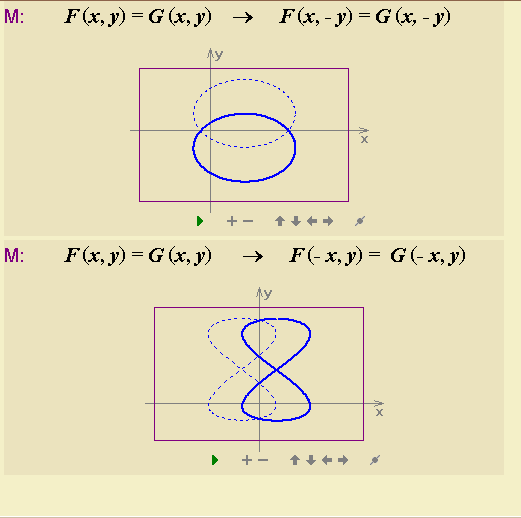 M: F(x, y) = G(x, y) → F(x, - y) = G(x, - y)
y
x
M: F(x, y) = G(x, y) → F(- x, y) = G(- x, y)
y
x